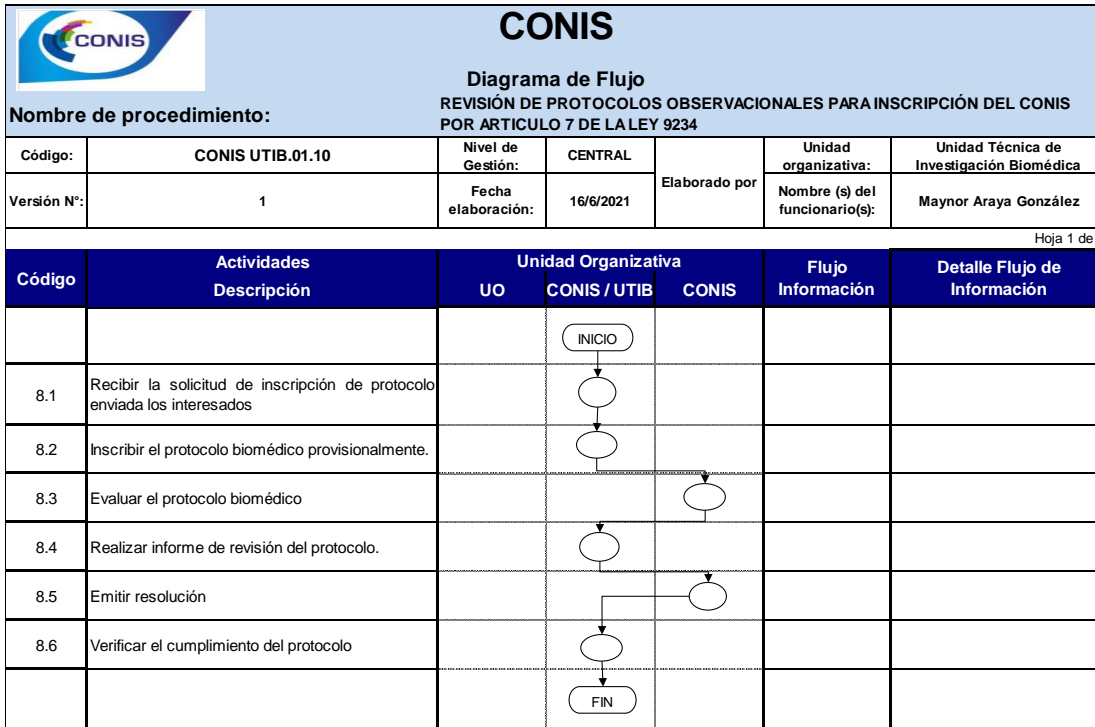 CONIS
CONIS
Diagrama de Flujo
Nombre de procedimiento:
REVISIÓN DE PROTOCOLOS OBSERVACIONALES PARA INSCRIPCIÓN DEL CONIS
POR ARTICULO 7 DE LA LEY 9234
Código:
CONIS UTIB.01.10
Nivel de
Gestión:
CENTRAL
Elaborado por
Unidad
organizativa:
Unidad Técnica de
Investigación Biomédica
Versión N°:
1
Fecha
elaboración:
16/6/2021
Nombre (s) del
funcionario(s):
Maynor Araya González
Hoja 1 de
Código
Actividades
Descripción
Unidad Organizativa
UO
CONIS / UTIB
CONIS
Flujo
Información
Detalle Flujo de
Información
INICIO
8.1
Recibir la solicitud de inscripción de protocolo
enviada los interesados
8.2
Inscribir el protocolo biomédico provisionalmente.
8.3
Evaluar el protocolo biomédico
8.4
Realizar informe de revisión del protocolo.
8.5
Emitir resolución
8.6
Verificar el cumplimiento del protocolo
FIN